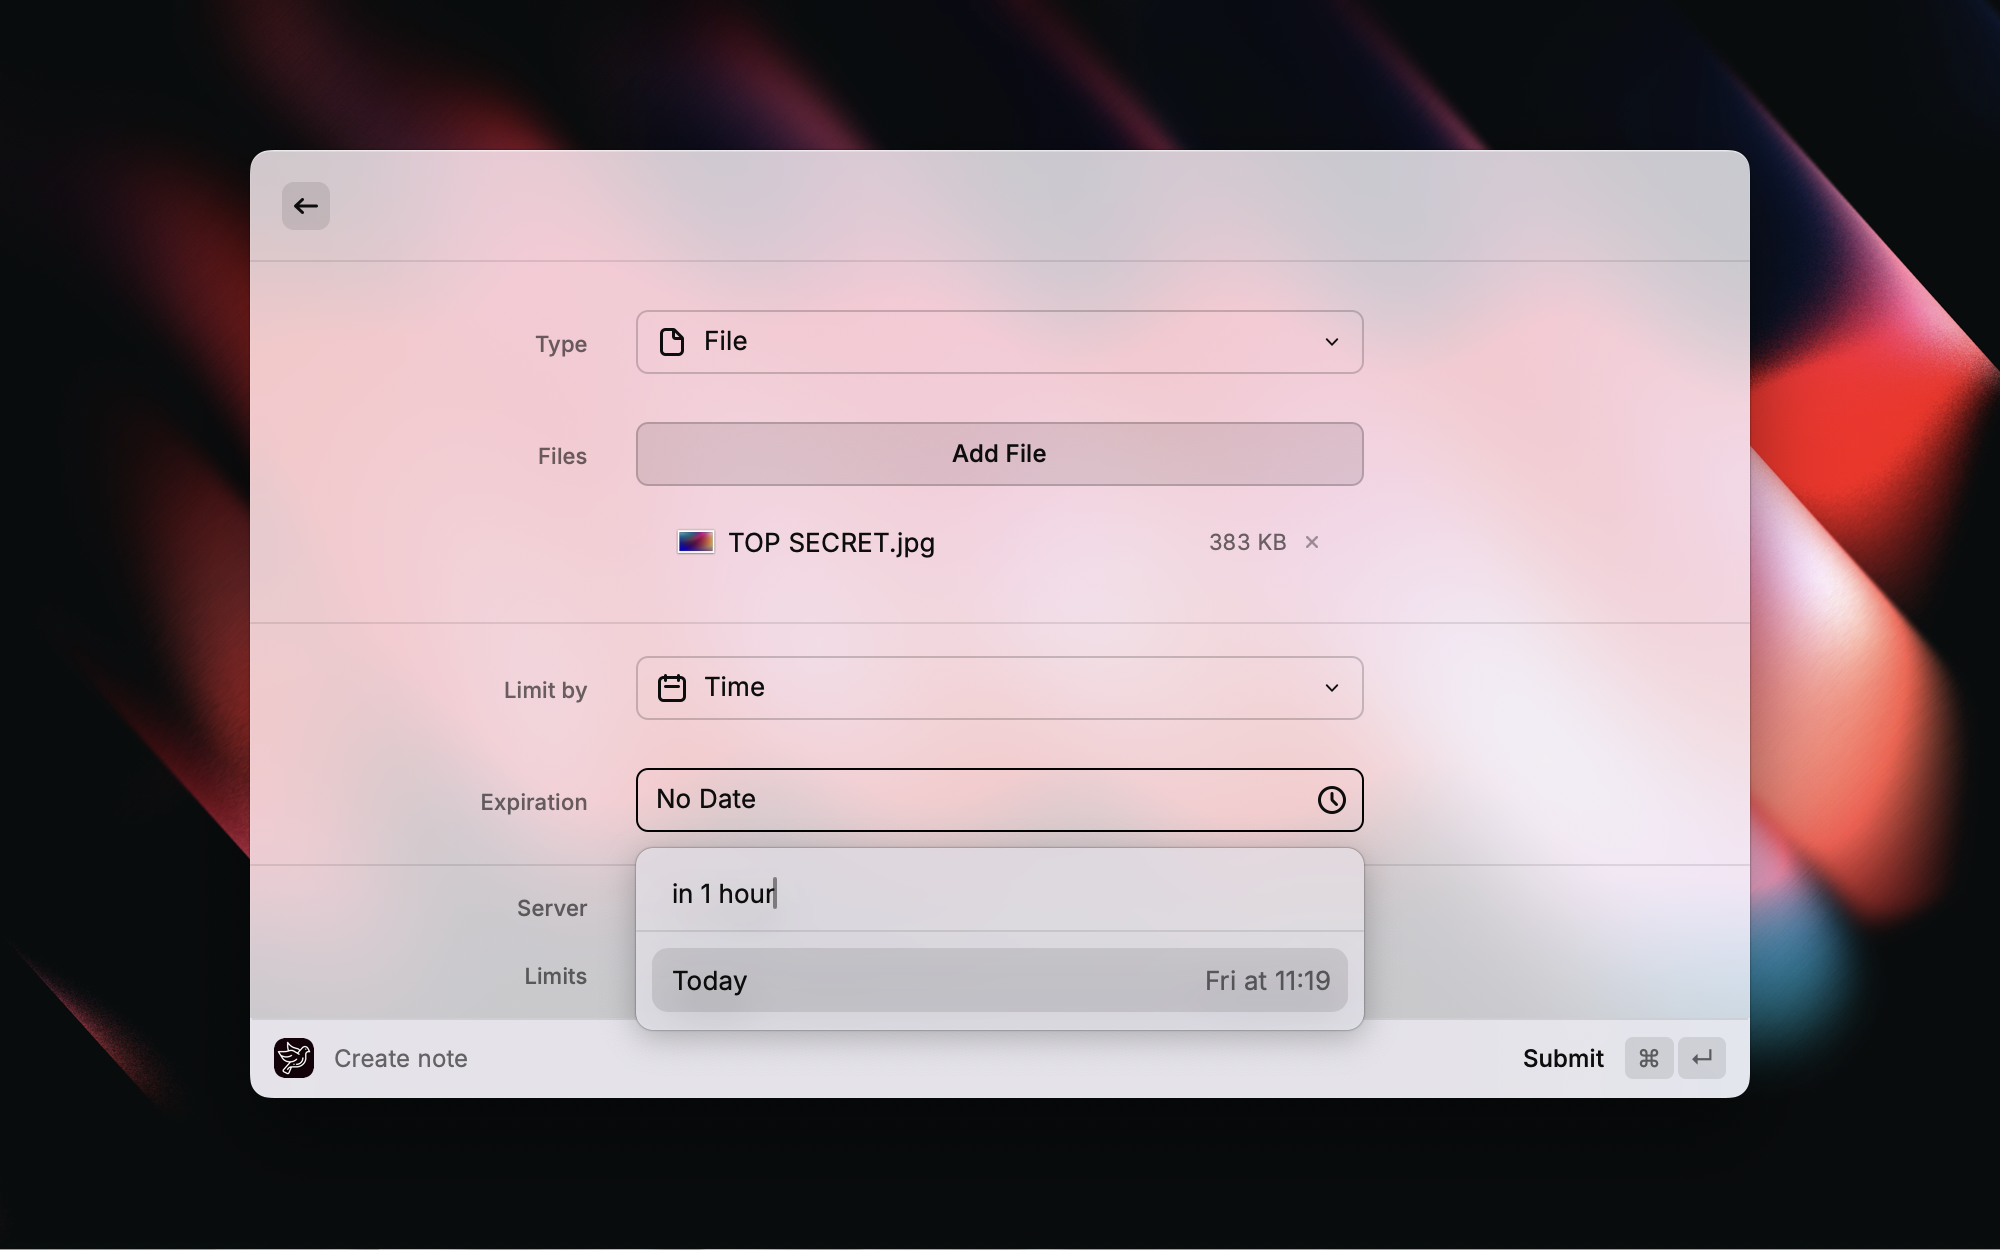 Type
File
Files
Add File
TOP SECRET.jpg
383 KB
Limit by
Time
Expiration
No Date
in 1 hour
Server
Today
Fri at 11:19
Limits
Create note
Submit
⌘